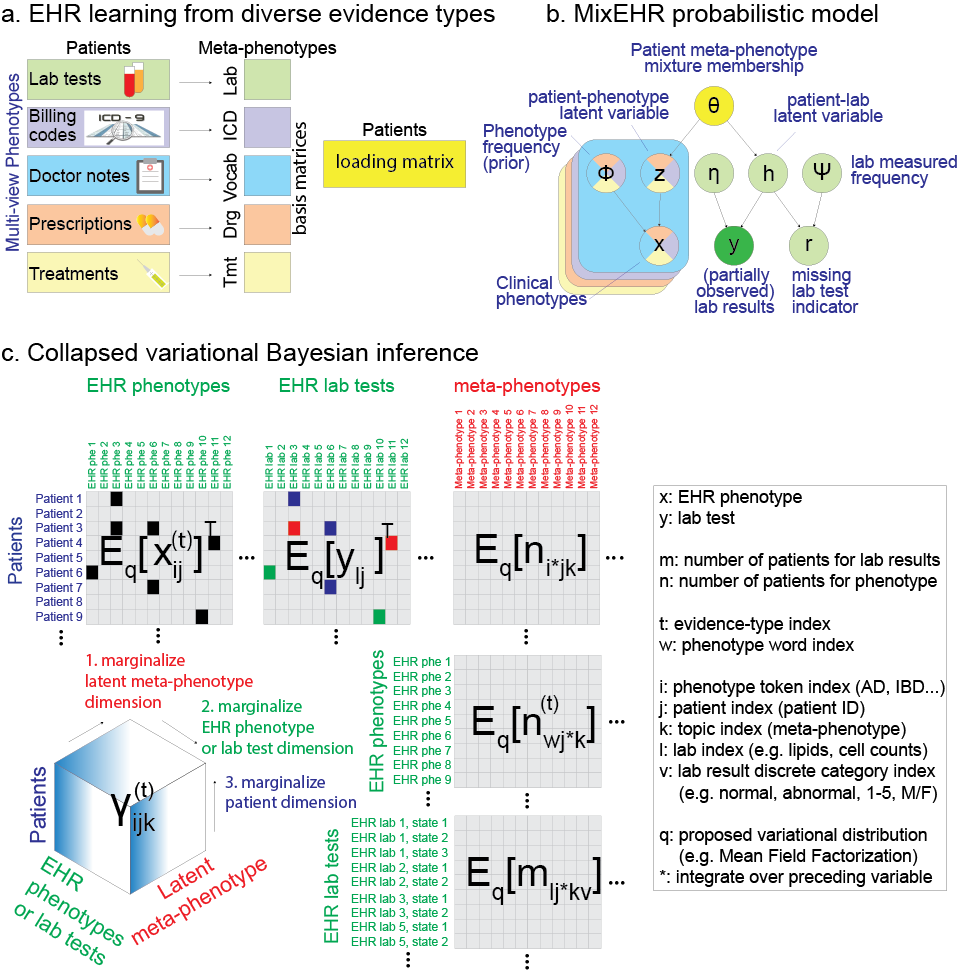 a. EHR learning from diverse evidence types
Patients
Meta-phenotypes
Multi-view Phenotypes
Lab tests
Lab
Billing
codes
ICD - 9
ICD
Doctor notes
Vocab
Prescriptions
Drg
Treatments
Tmt
basis matrices
Patients
loading matrix
b. MixEHR probabilistic model
Patient meta-phenotype
mixture membership
patient-phenotype
latent variable
θ
patient-lab
latent variable
Phenotype
frequency
(prior)
Φ
z
η
h
Ψ
lab measured
frequency
x
y
r
Clinical
phenotypes
(partially
observed)
lab results
missing
lab test
indicator
c. Collapsed variational Bayesian inference
EHR phenotypes
EHR lab tests
meta-phenotypes
EHR phe 1
EHR phe 2
EHR phe 3
EHR phe 4
EHR phe 5
EHR phe 6
EHR phe 7
EHR phe 8
EHR phe 9
EHR phe 10
EHR phe 11
EHR phe 12
EHR lab 1
EHR lab 2
EHR lab 3
EHR lab 4
EHR lab 5
EHR lab 6
EHR lab 7
EHR lab 8
EHR lab 9
EHR lab 10
EHR lab 11
EHR lab 12
Meta-phenotype 1
Meta-phenotype 2
Meta-phenotype 3
Meta-phenotype 4
Meta-phenotype 5
Meta-phenotype 6
Meta-phenotype 7
Meta-phenotype 8
Meta-phenotype 9
Meta-phenotype 10
Meta-phenotype 11
Meta-phenotype 12
Patients
Patient 1
Patient 2
Patient 3
Patient 4
Patient 5
Patient 6
Patient 7
Patient 8
Patient 9
E_q[x_ij^(t)]^T
...
E_q[y_lj]^T
...
E_q[n_i*jk]
...
1. marginalize
latent meta-phenotype
dimension
2. marginalize
EHR phenotype
or lab test dimension
3. marginalize
patient dimension
Patients
γ_ijk^(t)
EHR
phenotypes
or lab tests
Latent
meta-phenotype
EHR phenotypes
EHR phe 1
EHR phe 2
EHR phe 3
EHR phe 4
EHR phe 5
EHR phe 6
EHR phe 7
EHR phe 8
EHR phe 9
E_q[n_wj*k^(t)]
...
EHR lab tests
EHR lab 1, state 1
EHR lab 1, state 2
EHR lab 1, state 3
EHR lab 2, state 1
EHR lab 2, state 2
EHR lab 3, state 1
EHR lab 3, state 2
EHR lab 5, state 1
EHR lab 5, state 2
E_q[m_lj*kv]
...
x: EHR phenotype
y: lab test
m: number of patients for lab results
n: number of patients for phenotype
t: evidence-type index
w: phenotype word index
i: phenotype token index (AD, IBD...)
j: patient index (patient ID)
k: topic index (meta-phenotype)
l: lab index (e.g. lipids, cell counts)
v: lab result discrete category index
(e.g. normal, abnormal, 1-5, M/F)
q: proposed variational distribution
(e.g. Mean Field Factorization)
*: integrate over preceding variable